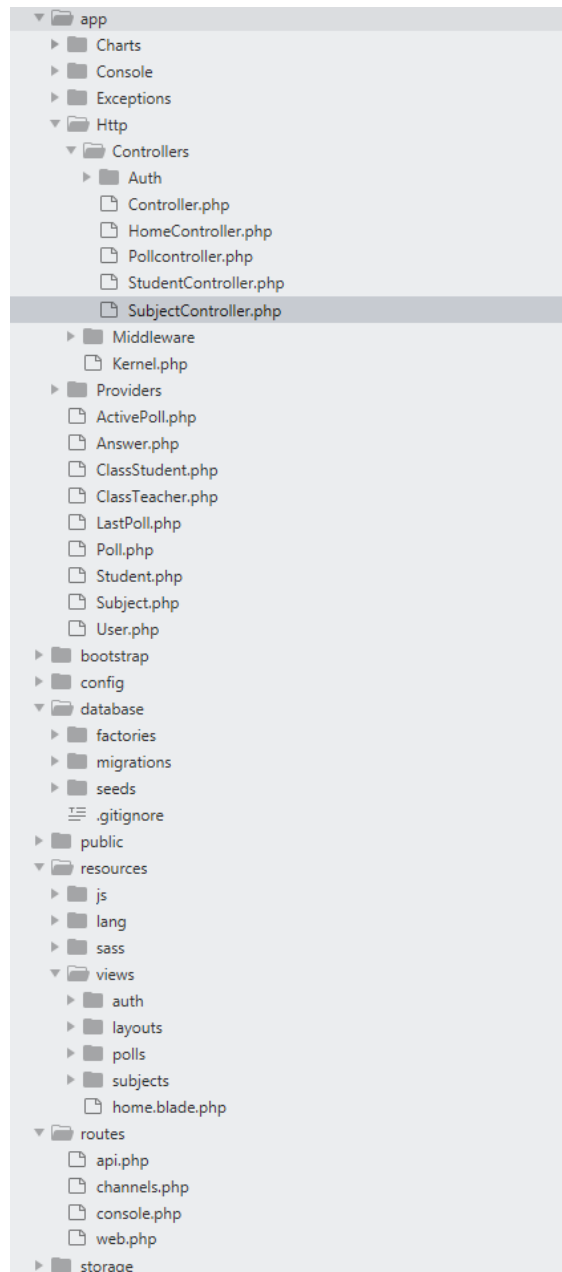 app
Charts
Console
Exceptions
Http
Controllers
Auth
Controller.php
HomeController.php
Pollcontroller.php
StudentController.php
SubjectController.php
Middleware
Kernel.php
Providers
ActivePoll.php
Answer.php
ClassStudent.php
ClassTeacher.php
LastPoll.php
Poll.php
Student.php
Subject.php
User.php
bootstrap
config
database
factories
migrations
seeds
.gitignore
public
resources
js
lang
sass
views
auth
layouts
polls
subjects
home.blade.php
routes
api.php
channels.php
console.php
web.php
storage